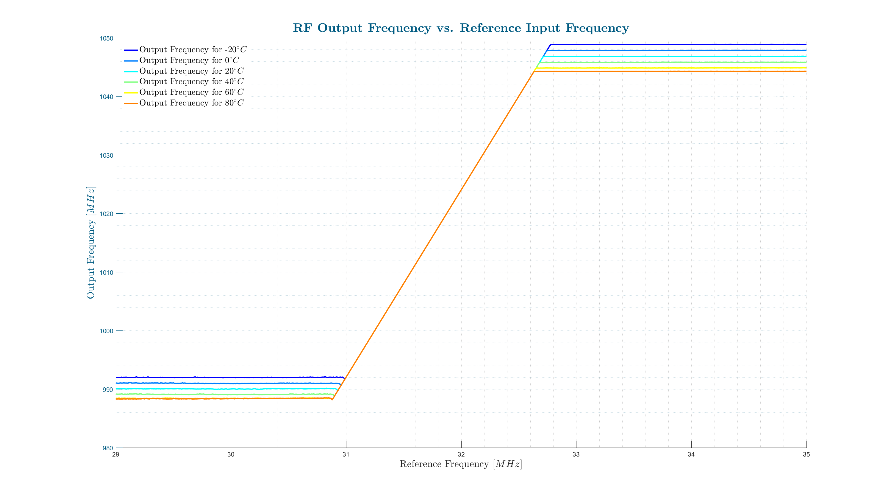 RF Output Frequency vs. Reference Input Frequency
1050
Output Frequency for -20°C
Output Frequency for 0°C
Output Frequency for 20°C
Output Frequency for 40°C
Output Frequency for 60°C
Output Frequency for 80°C
1040
1030
1020
1010
1000
990
980
Output Frequency [MHz]
29 30 31 32 33 34 35
Reference Frequency [MHz]